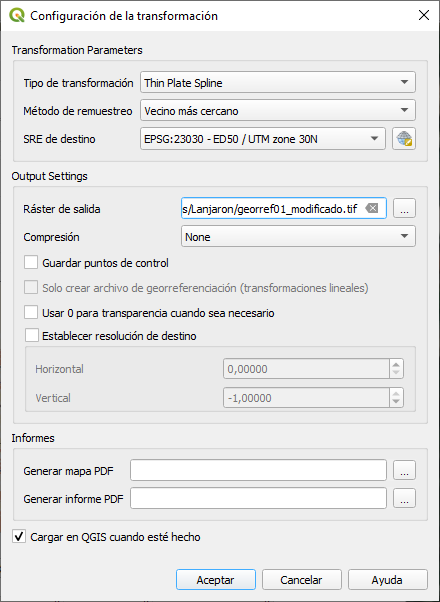 Configuración de la transformación
Transformation Parameters
Tipo de transformación Thin Plate Spline
Método de remuestreo Vecino más cercano
SRE de destino EPSG:23030 - ED50 / UTM zone 30N
Output Settings
Ráster de salida s/Lanjaron/georref01_modificado.tif ...
Compresión None
Guardar puntos de control
Solo crear archivo de georreferenciación (transformaciones lineales)
Usar 0 para transparencia cuando sea necesario
Establecer resolución de destino
Horizontal 0,00000
Vertical -1,00000
Informes
Generar mapa PDF ...
Generar informe PDF ...
Cargar en QGIS cuando esté hecho
Aceptar Cancelar Ayuda